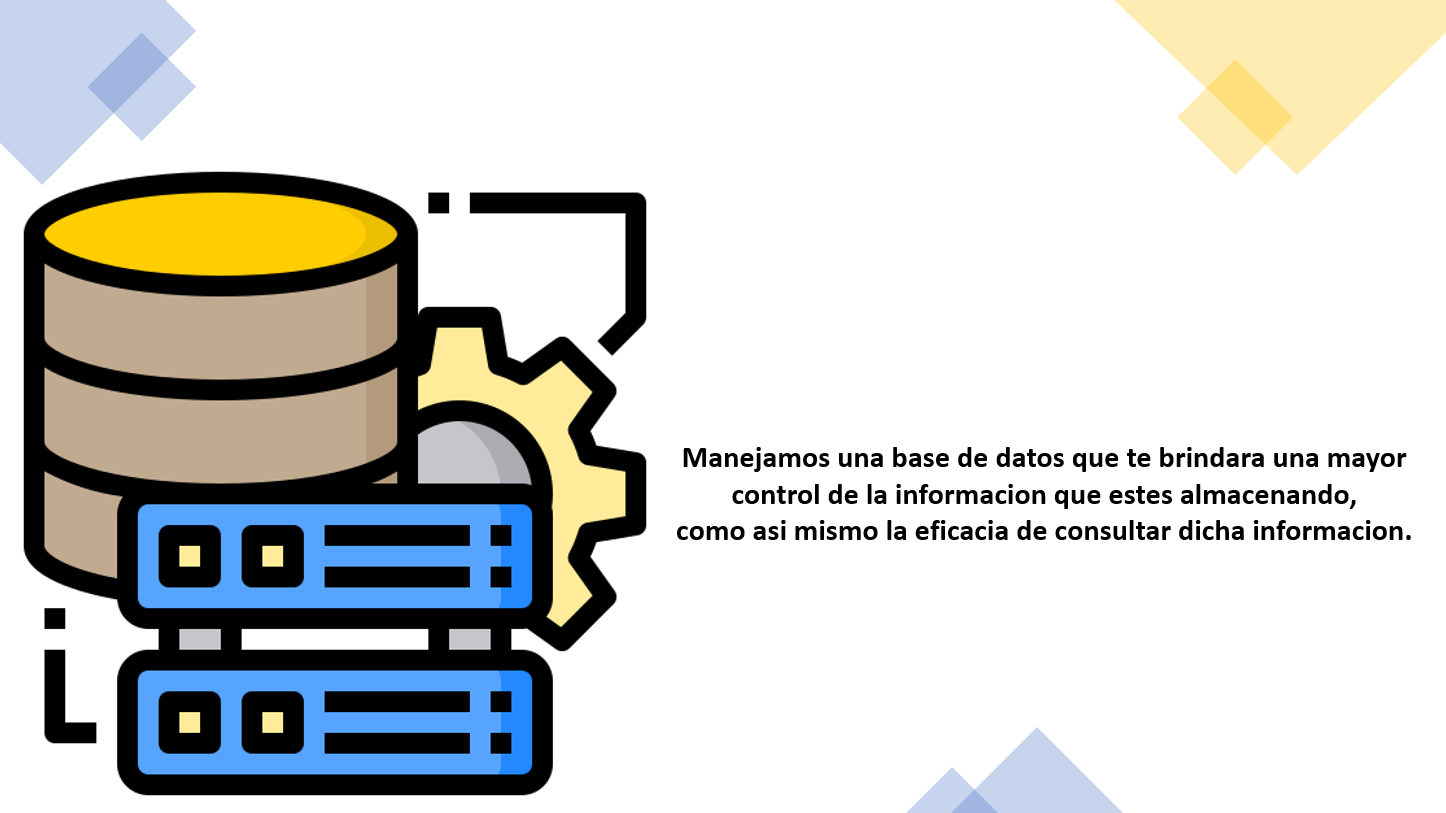 Manejamos una base de datos que te brindara una mayor
control de la informacion que estes almacenando,
como asi mismo la eficacia de consultar dicha informacion.